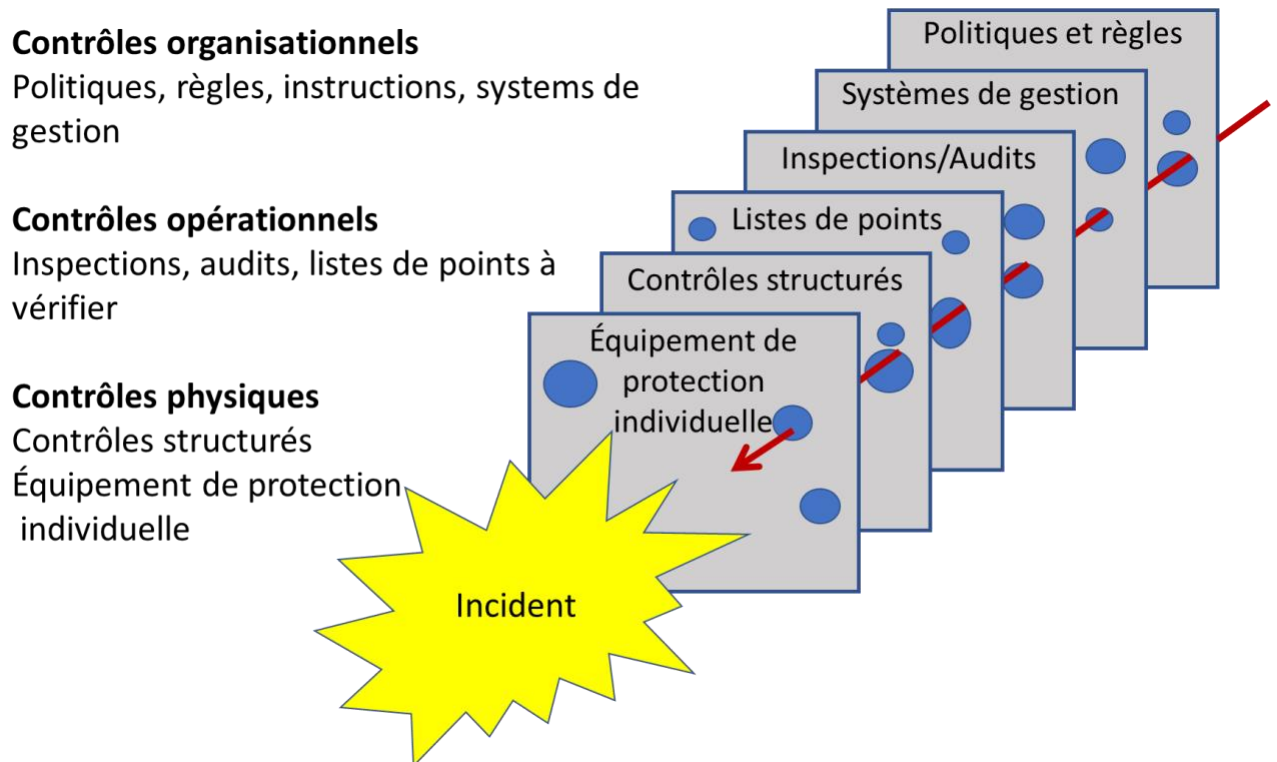 Contrôles organisationnels
Politiques, règles, instructions, systems de
gestion
Contrôles opérationnels
Inspections, audits, listes de points à
vérifier
Contrôles physiques
Contrôles structurés
Équipement de protection
individuelle
Politiques et règles
Systèmes de gestion
Inspections/Audits
Listes de points
Contrôles structurés
Équipement de
protection
individuelle
Incident